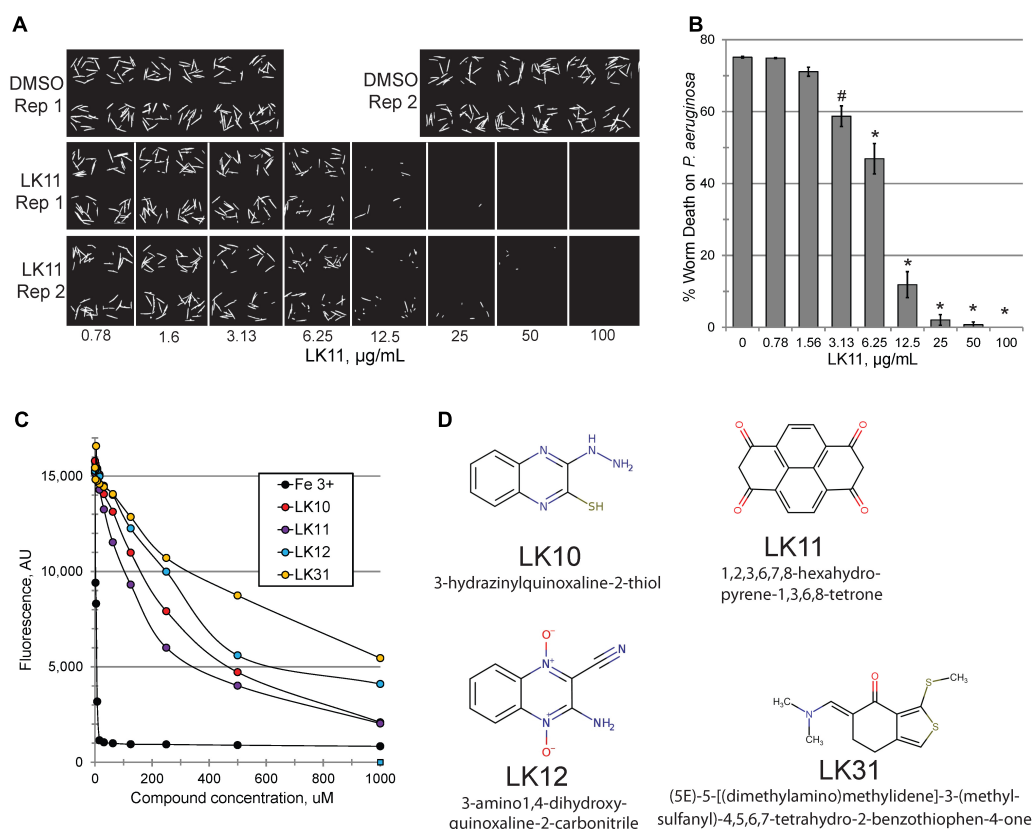 A
DMSO
Rep 1
DMSO
Rep 2
LK11
Rep 1
LK11
Rep 2
0.78 1.6 3.13 6.25 12.5 25 50 100
LK11, µg/mL
B
80
60
40
20
0
% Worm Death on P. aeruginosa
#
*
*
*
*
*
0 0.78 1.56 3.13 6.25 12.5 25 50 100
LK11, µg/mL
C
15,000
10,000
5,000
0
Fluorescence, AU
Fe 3+
LK10
LK11
LK12
LK31
0 200 400 600 800 1000
Compound concentration, uM
D
H
N
N
NH₂
N
SH
LK10
3-hydrazinylquinoxaline-2-thiol
O
O
O
O
LK11
1,2,3,6,7,8-hexahydro-
pyrene-1,3,6,8-tetrone
O⁻
N⁺
N
N⁺
NH₂
O⁻
LK12
3-amino1,4-dihydroxy-
quinoxaline-2-carbonitrile
O
S
CH₃
H₃C
N
CH₃
S
LK31
(5E)-5-[(dimethylamino)methylidene]-3-(methyl-
sulfanyl)-4,5,6,7-tetrahydro-2-benzothiophen-4-one